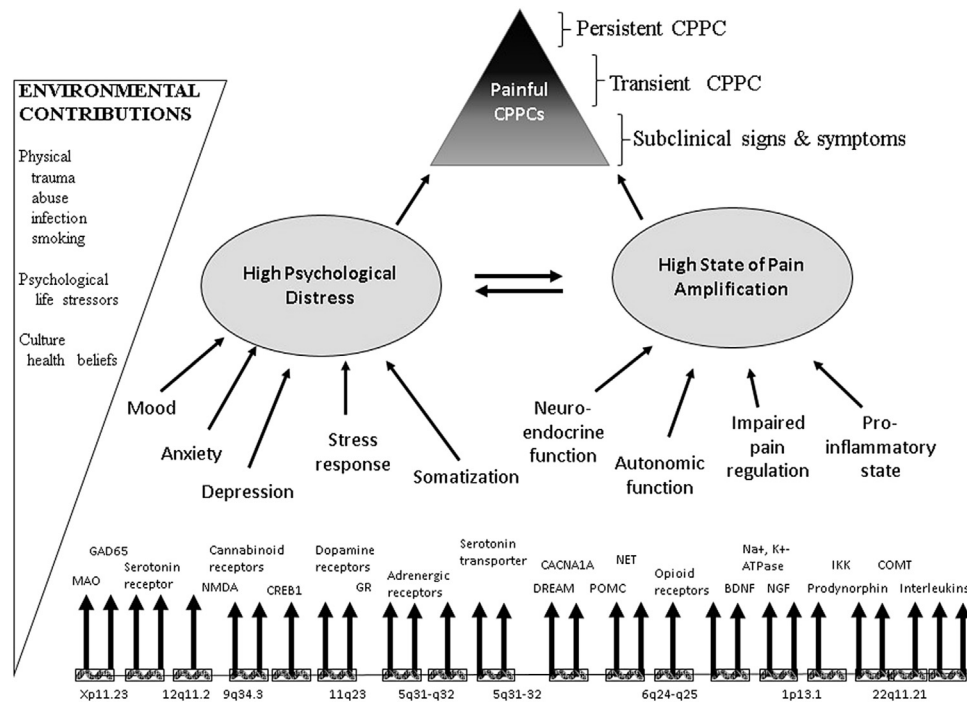 Persistent CPPC
Transient CPPC
Subclinical signs & symptoms
Painful
CPPCs
ENVIRONMENTAL
CONTRIBUTIONS
Physical
trauma
abuse
infection
smoking
Psychological
life stressors
Culture
health beliefs
High Psychological
Distress
High State of Pain
Amplification
Mood
Anxiety
Depression
Stress
response
Somatization
Neuro-
endocrine
function
Autonomic
function
Impaired
pain
regulation
Pro-
inflammatory
state
MAO
GAD65
Serotonin
receptor
NMDA
Cannabinoid
receptors
CREB1
Dopamine
receptors
GR
Adrenergic
receptors
Serotonin
transporter
CACNA1A
DREAM
POMC
NET
Opioid
receptors
BDNF
Na+, K+-
ATPase
NGF
IKK
Prodynorphin
COMT
Interleukins
Xp11.23
12q11.2
9q34.3
11q23
5q31-q32
5q31-32
6q24-q25
1p13.1
22q11.21